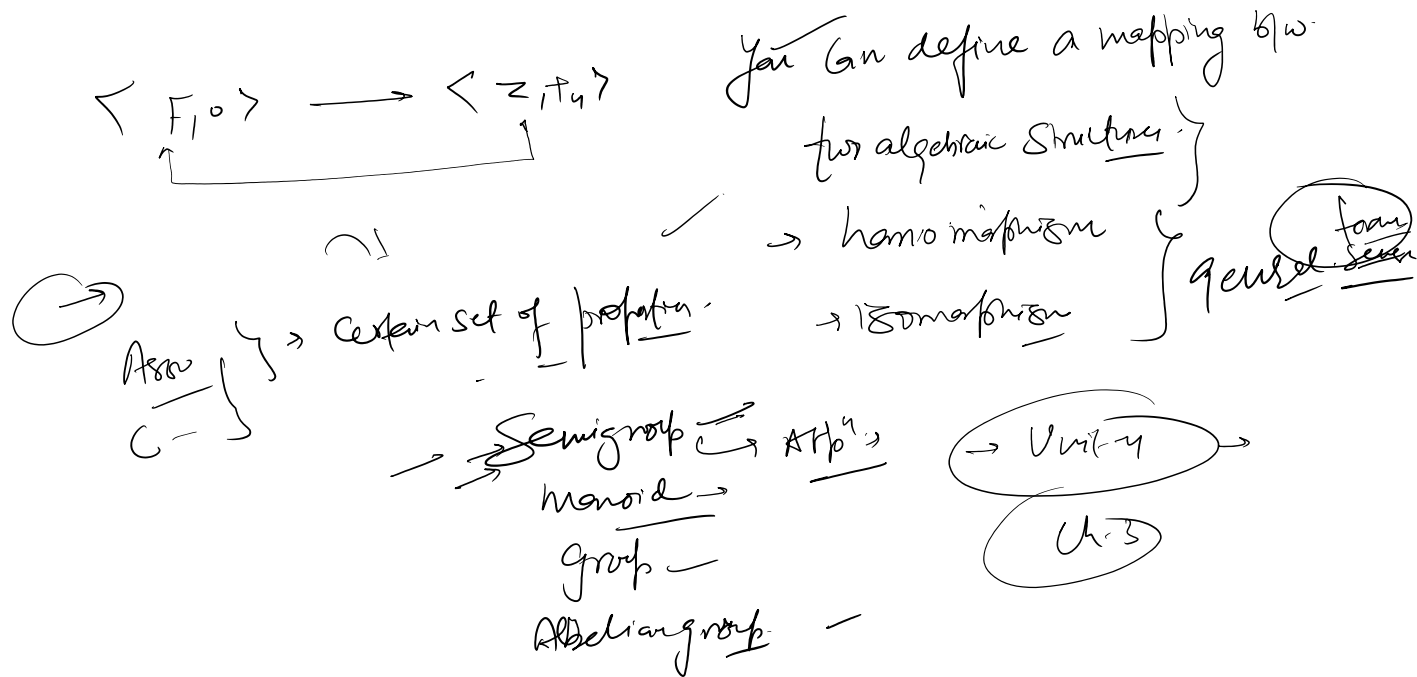 You can define a mapping b/w.
< F, o > → < Z, +4 >
two algebraic structures.
→ homomorphism
→ isomorphism
general
form
→ certain set of properties.
Asso
C -
→ Semigroup → App"
monoid →
group -
Abelian group. -
→ Unit-4 →
Ch-3